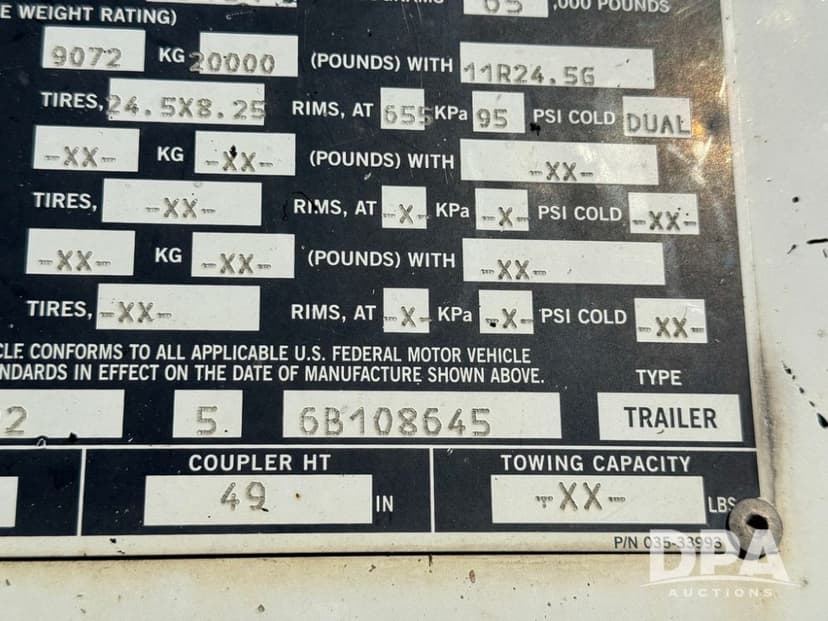 65 ,000 POUNDS
E WEIGHT RATING)
9072 KG 20000 (POUNDS) WITH 11R24.5G
TIRES, 24.5X8.25 RIMS, AT 655 KPa 95 PSI COLD DUAL
-XX- KG -XX- (POUNDS) WITH -XX-
TIRES, -XX- RIMS, AT -X- KPa -X- PSI COLD -XX-
-XX- KG -XX- (POUNDS) WITH -XX-
TIRES, -XX- RIMS, AT -X- KPa -X- PSI COLD -XX-
CLE CONFORMS TO ALL APPLICABLE U.S. FEDERAL MOTOR VEHICLE
NDARDS IN EFFECT ON THE DATE OF MANUFACTURE SHOWN ABOVE.
TYPE
2 5 6B108645 TRAILER
COUPLER HT TOWING CAPACITY
49 IN -XX- LBS
P/N 035-33993
DPA
AUCTIONS